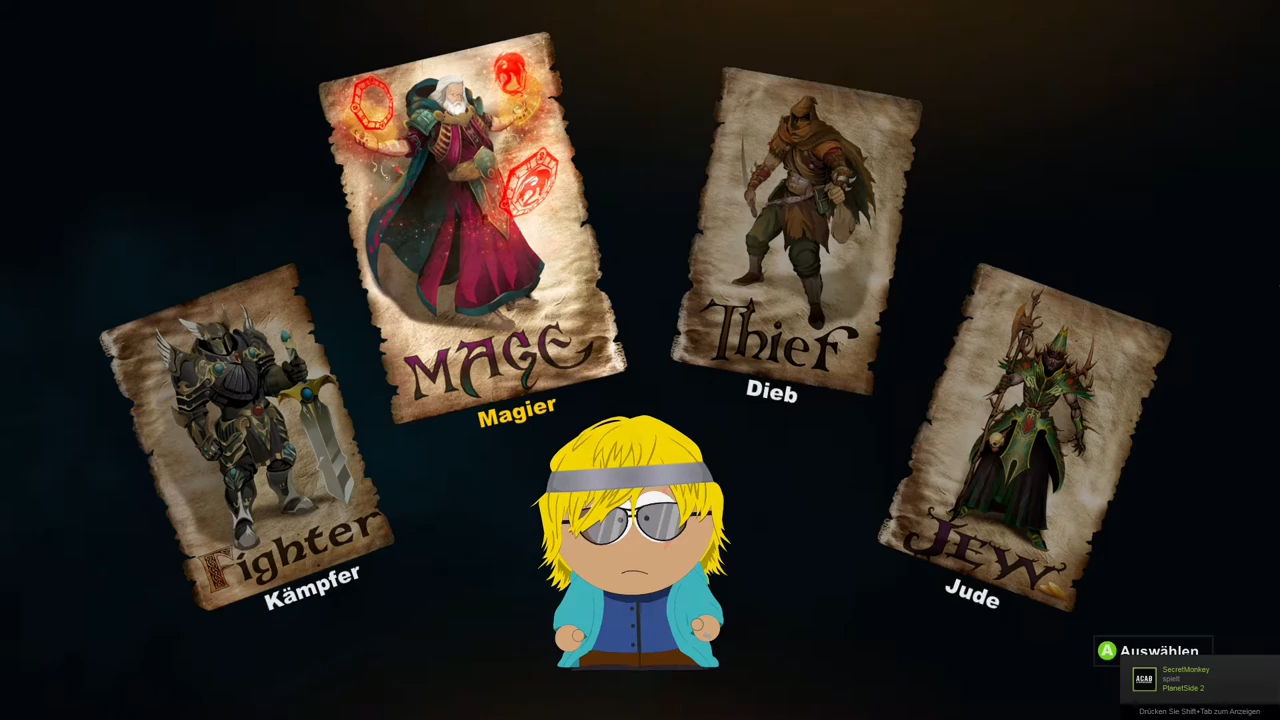 MAGE
Magier
Thief
Dieb
Fighter
Kämpfer
JEW
Jude
A Auswählen
ACAB
SecretMonkey
spielt
PlanetSide 2
Drücken Sie Shift+Tab zum Anzeigen